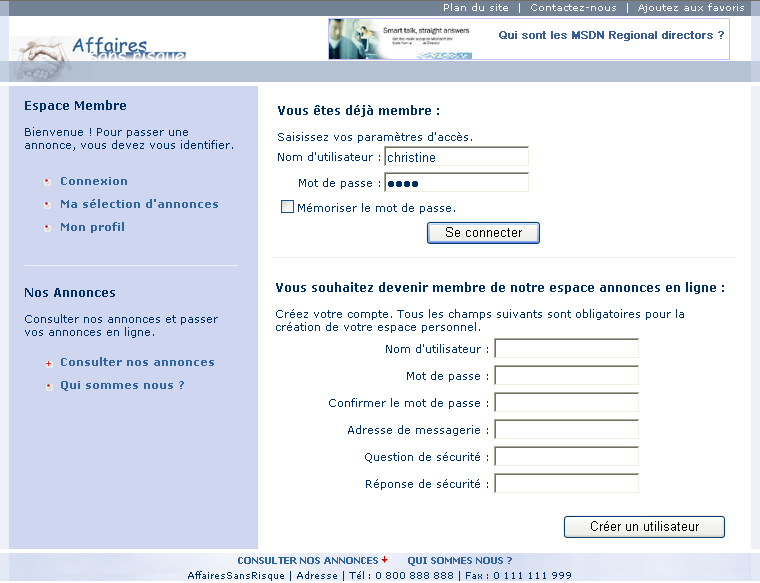 Plan du site | Contactez-nous | Ajoutez aux favoris
Affaires
sans risque
Smart talk, straight answers
Qui sont les MSDN Regional directors ?
Espace Membre
Bienvenue ! Pour passer une
annonce, vous devez vous identifier.
Connexion
Ma sélection d'annonces
Mon profil
Nos Annonces
Consulter nos annonces et passer
vos annonces en ligne.
Consulter nos annonces
Qui sommes nous ?
Vous êtes déjà membre :
Saisissez vos paramètres d'accès.
Nom d'utilisateur : christine
Mot de passe : ••••
Mémoriser le mot de passe.
Se connecter
Vous souhaitez devenir membre de notre espace annonces en ligne :
Créez votre compte. Tous les champs suivants sont obligatoires pour la
création de votre espace personnel.
Nom d'utilisateur :
Mot de passe :
Confirmer le mot de passe :
Adresse de messagerie :
Question de sécurité :
Réponse de sécurité :
Créer un utilisateur
CONSULTER NOS ANNONCES + QUI SOMMES NOUS ?
AffairesSansRisque | Adresse | Tél : 0 800 888 888 | Fax : 0 111 111 999